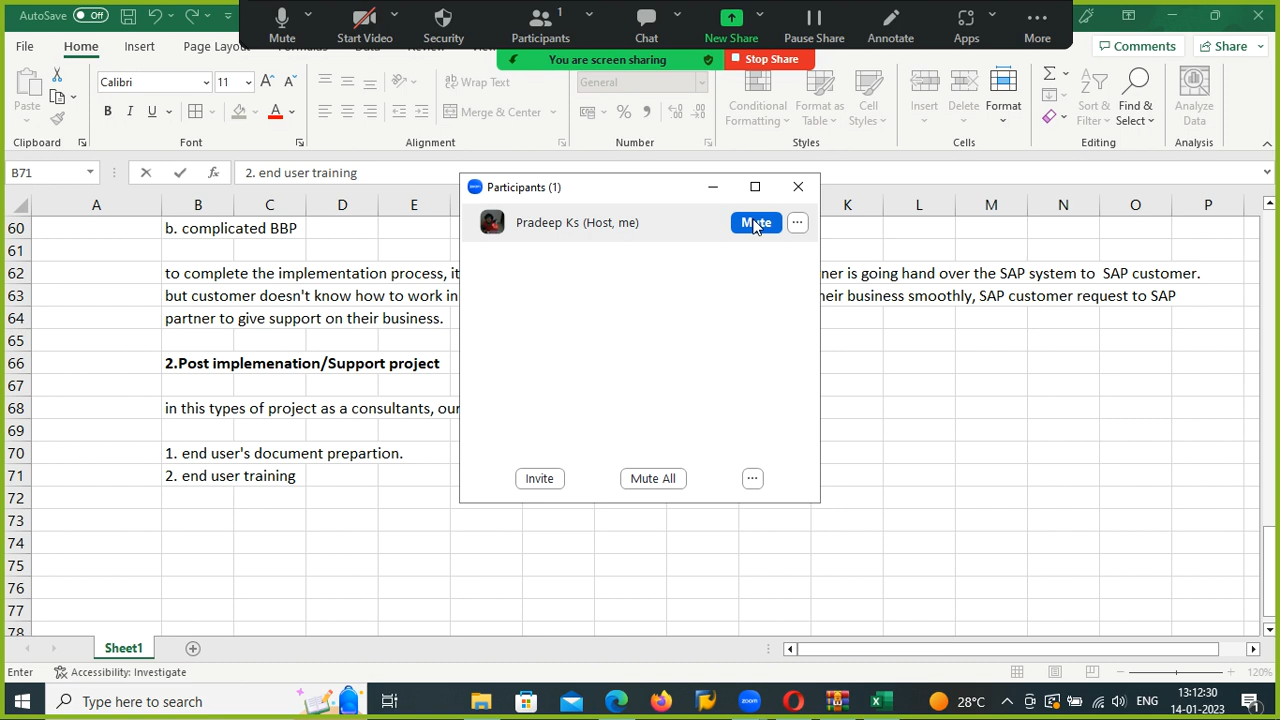 AutoSave Off
Mute Start Video Security Participants 1 Chat New Share Pause Share Annotate Apps More
You are screen sharing Stop Share
File Home Insert Page Layou
Comments Share
Paste Calibri 11 Wrap Text General Conditional Formatting Format as Table Cell Styles Insert Delete Format Sort & Filter Find & Select Analyze Data
B I U A Merge & Center
Clipboard Font Alignment Number Styles Cells Editing Analysis
B71 fx 2. end user training
A B C D E K L M N O P
Participants (1)
Pradeep Ks (Host, me) Mute
Invite Mute All
60 b. complicated BBP
61
62 to complete the implementation process, it ner is going hand over the SAP system to SAP customer.
63 but customer doesn't know how to work in heir business smoothly, SAP customer request to SAP
64 partner to give support on their business.
65
66 2.Post implemenation/Support project
67
68 in this types of project as a consultants, our
69
70 1. end user's document prepartion.
71 2. end user training
72
73
74
75
76
77
78
Sheet1
Enter Accessibility: Investigate 120%
Type here to search zoom 28°C ENG 13:12:30
14-01-2023 1